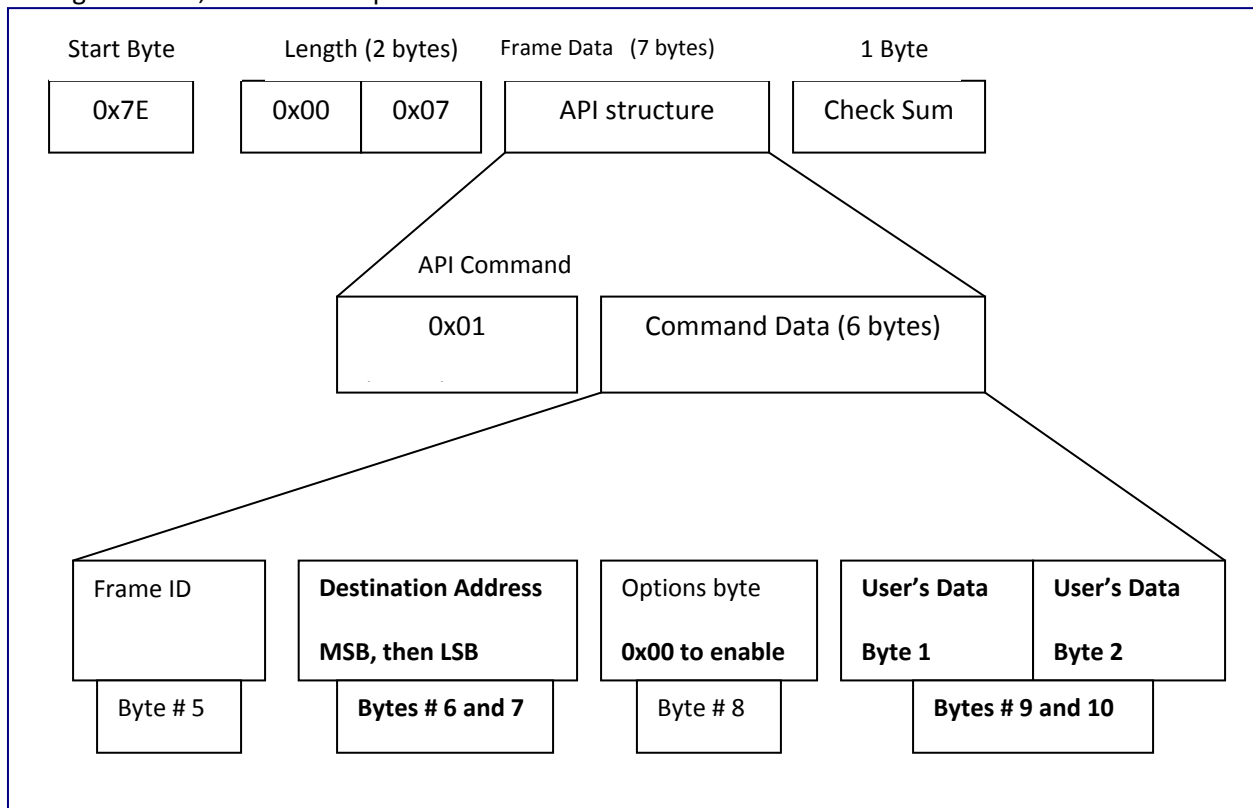 Start Byte Length (2 bytes) Frame Data (7 bytes) 1 Byte
0x7E 0x00 0x07 API structure Check Sum
API Command
0x01 Command Data (6 bytes)
Frame ID Destination Address Options byte User's Data User's Data
MSB, then LSB 0x00 to enable Byte 1 Byte 2
Byte # 5 Bytes # 6 and 7 Byte # 8 Bytes # 9 and 10